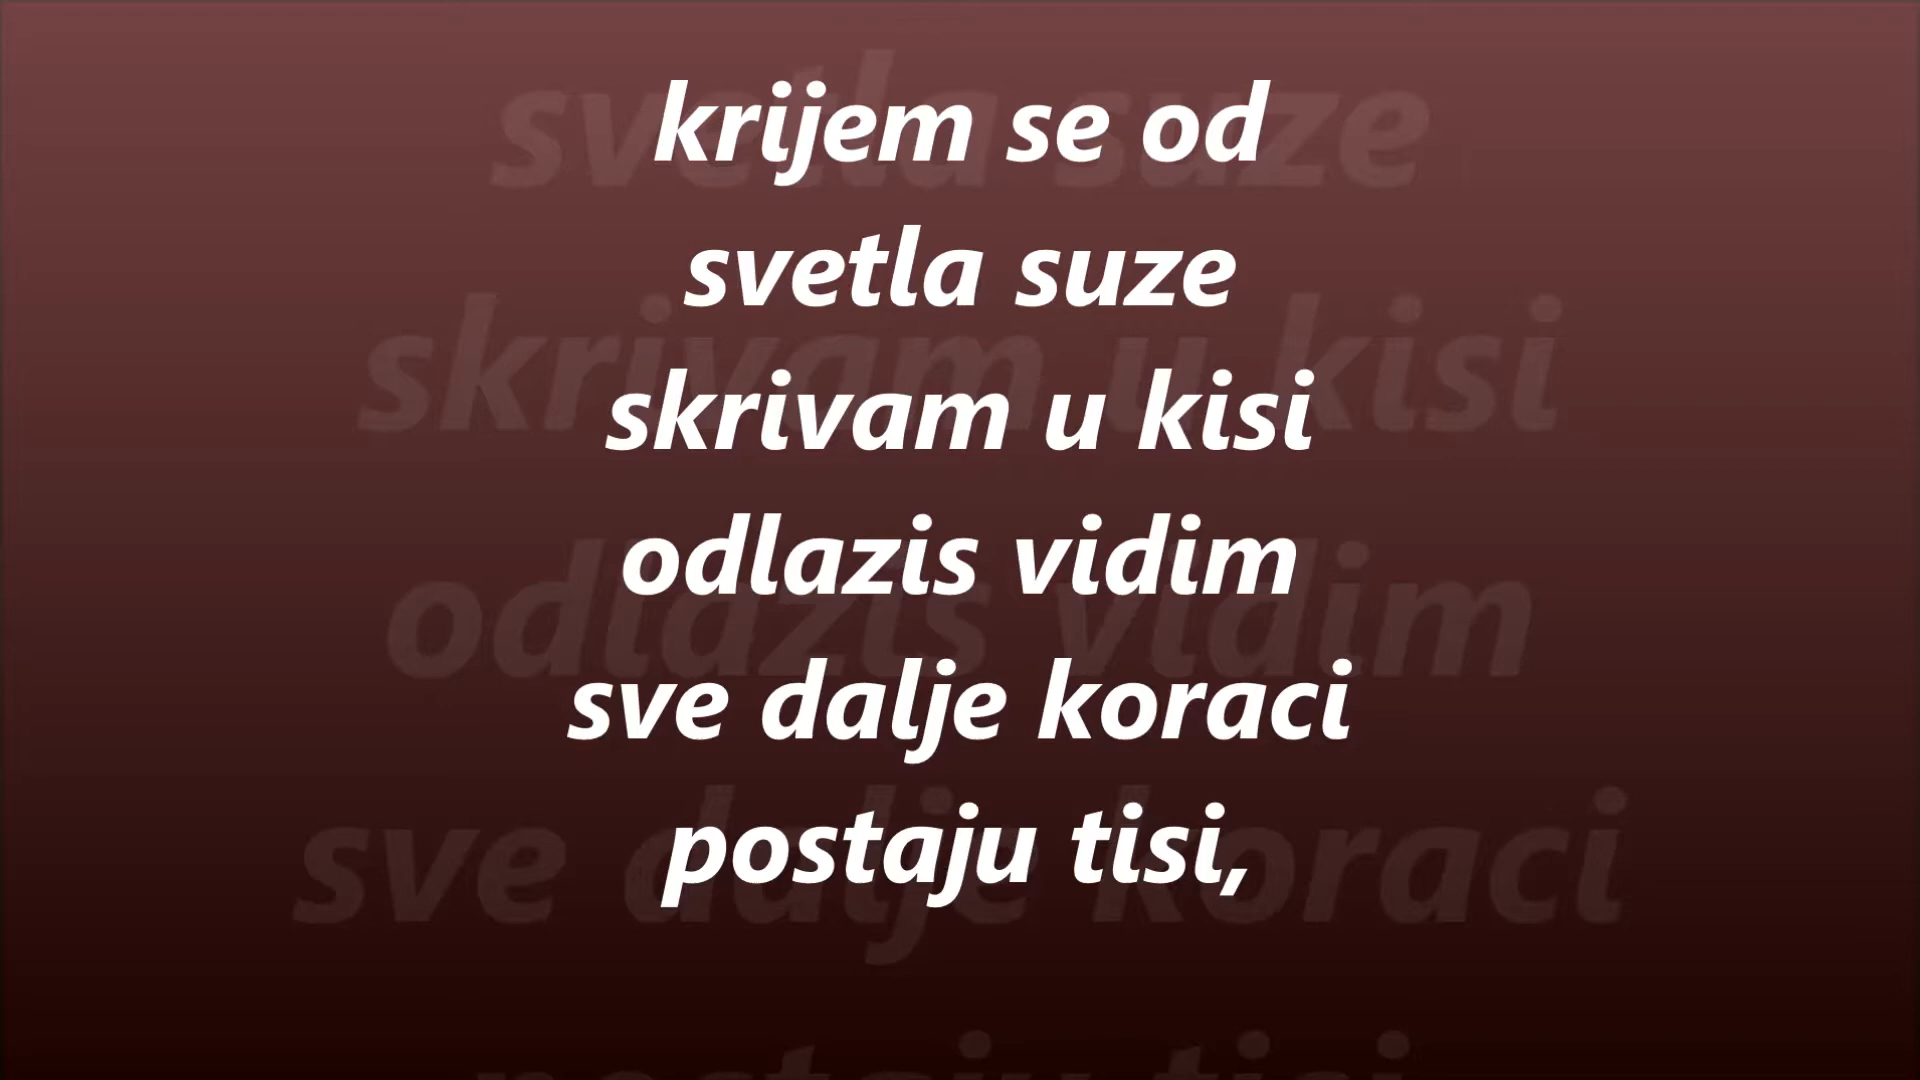 krijem se od
svetla suze
skrivam u kisi
odlazis vidim
sve dalje koraci
postaju tisi,